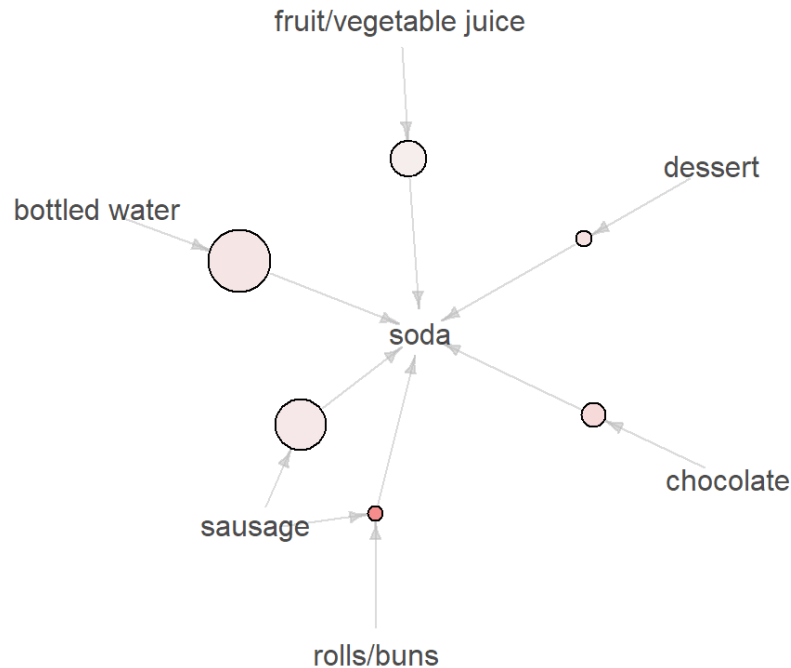 fruit/vegetable juice
dessert
bottled water
soda
chocolate
sausage
rolls/buns